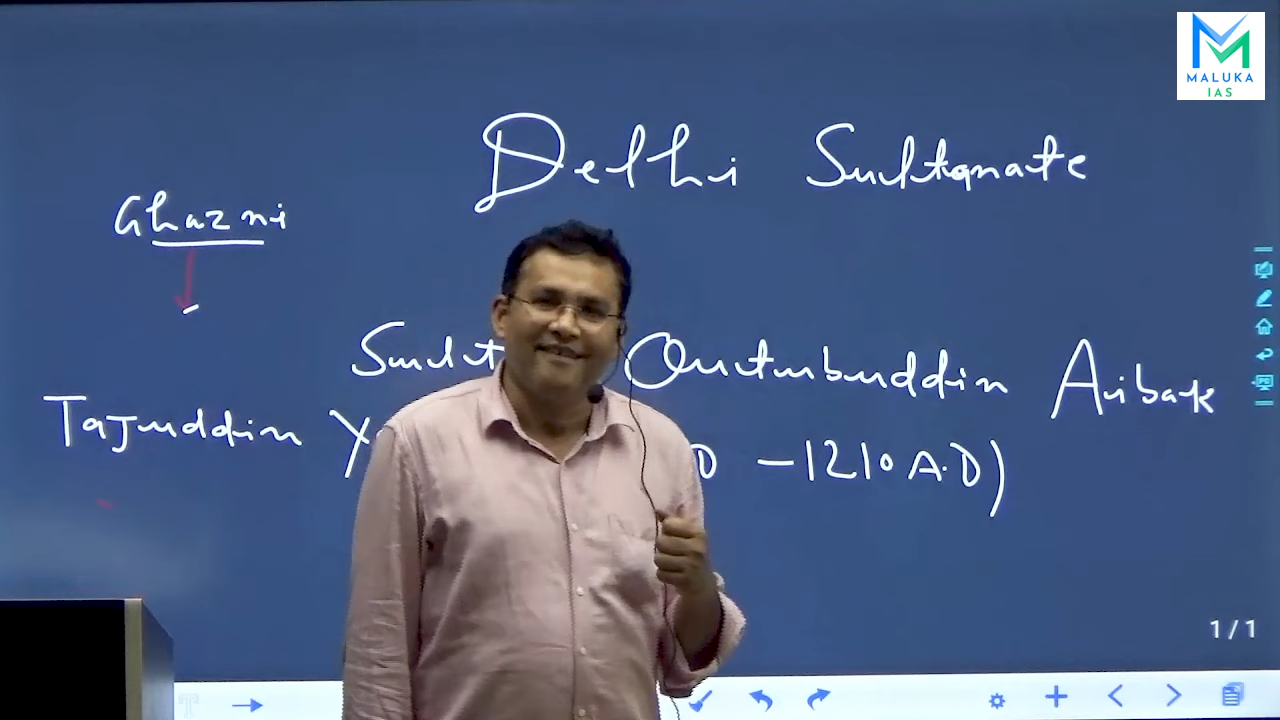 MALUKA
IAS
Delhi Sultanate
Ghazni
Qutubuddin Aibak
Tajuddin
-1210 A.D)
1/1